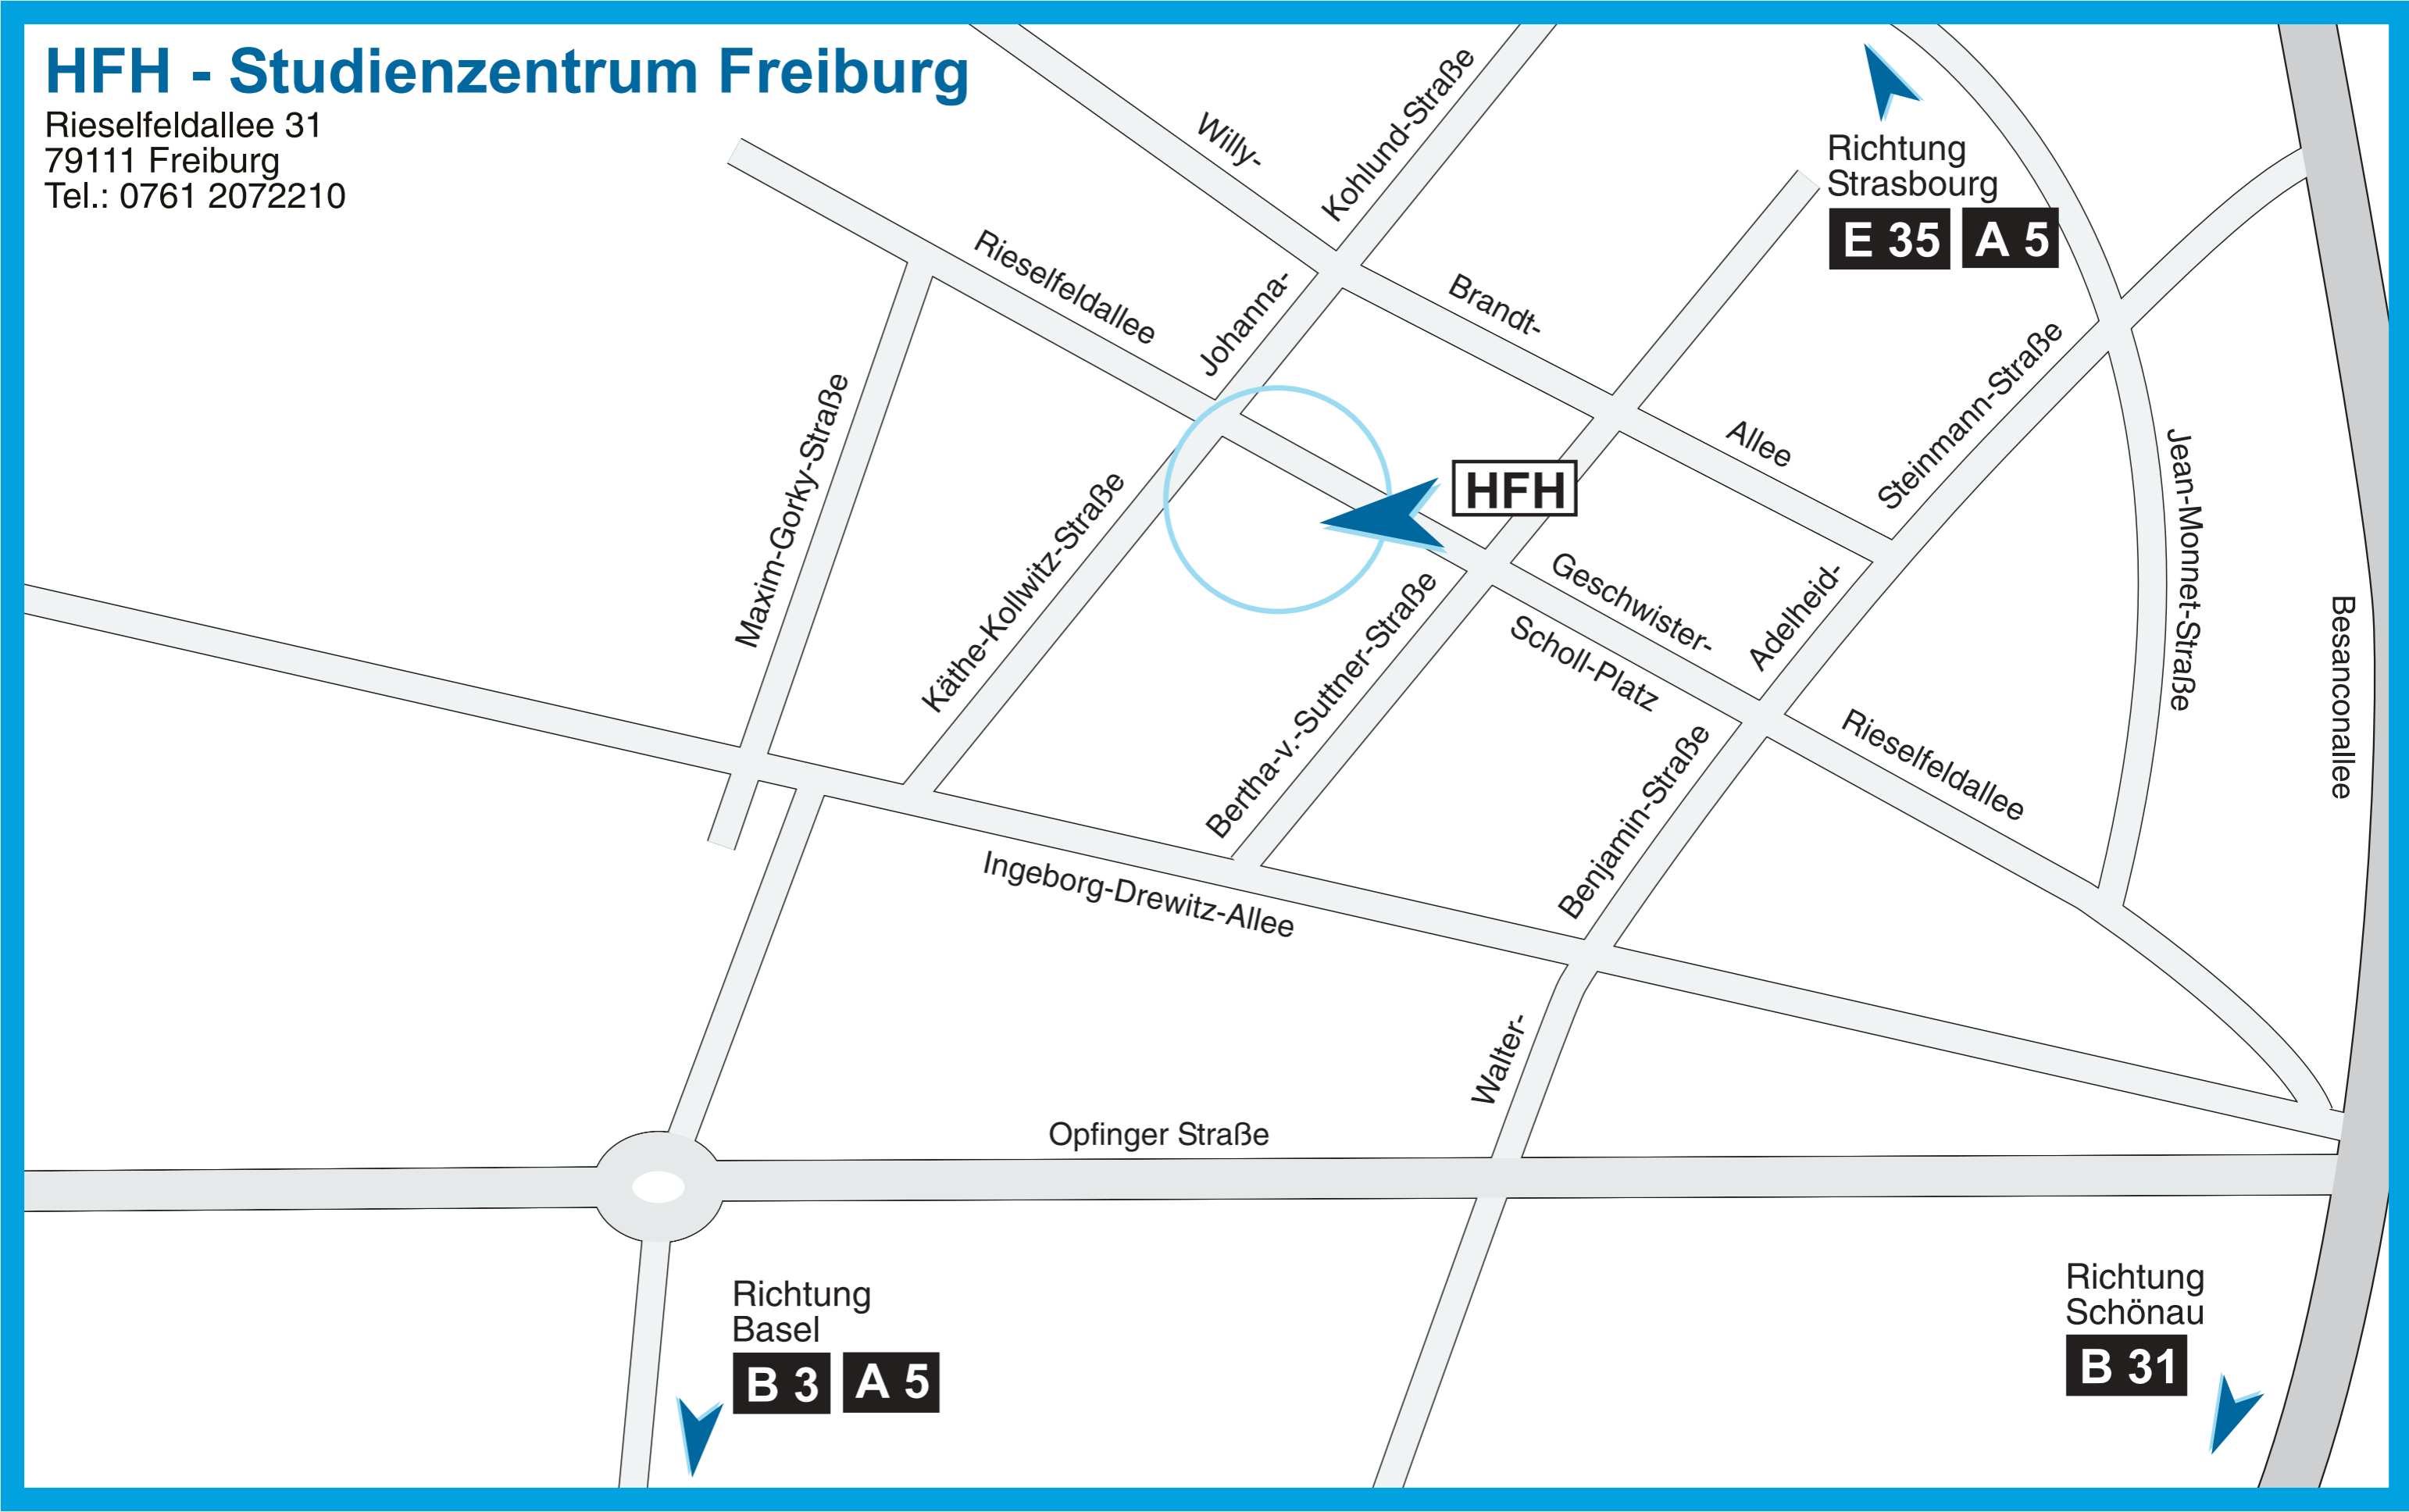 HFH - Studienzentrum Freiburg
Rieselfeldallee 31
79111 Freiburg
Tel.: 0761 2072210
Willy-
Brandt-
Allee
Johanna-
Kohlund-Straße
Richtung
Strasbourg
E 35 A 5
Rieselfeldallee
Maxim-Gorky-Straße
Käthe-Kollwitz-Straße
HFH
Bertha-v.-Suttner-Straße
Geschwister-
Scholl-Platz
Adelheid-
Steinmann-Straße
Jean-Monnet-Straße
Besanconallee
Rieselfeldallee
Walter-
Benjamin-Straße
Ingeborg-Drewitz-Allee
Opfinger Straße
Richtung
Basel
B 3 A 5
Richtung
Schönau
B 31